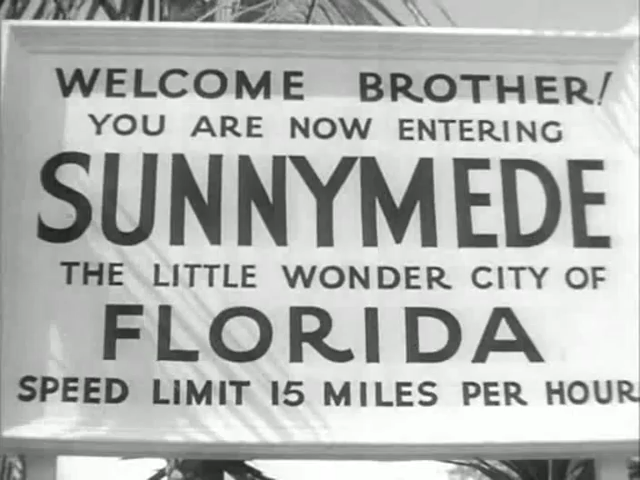 WELCOME BROTHER!
YOU ARE NOW ENTERING
SUNNYMEDE
THE LITTLE WONDER CITY OF
FLORIDA
SPEED LIMIT 15 MILES PER HOUR